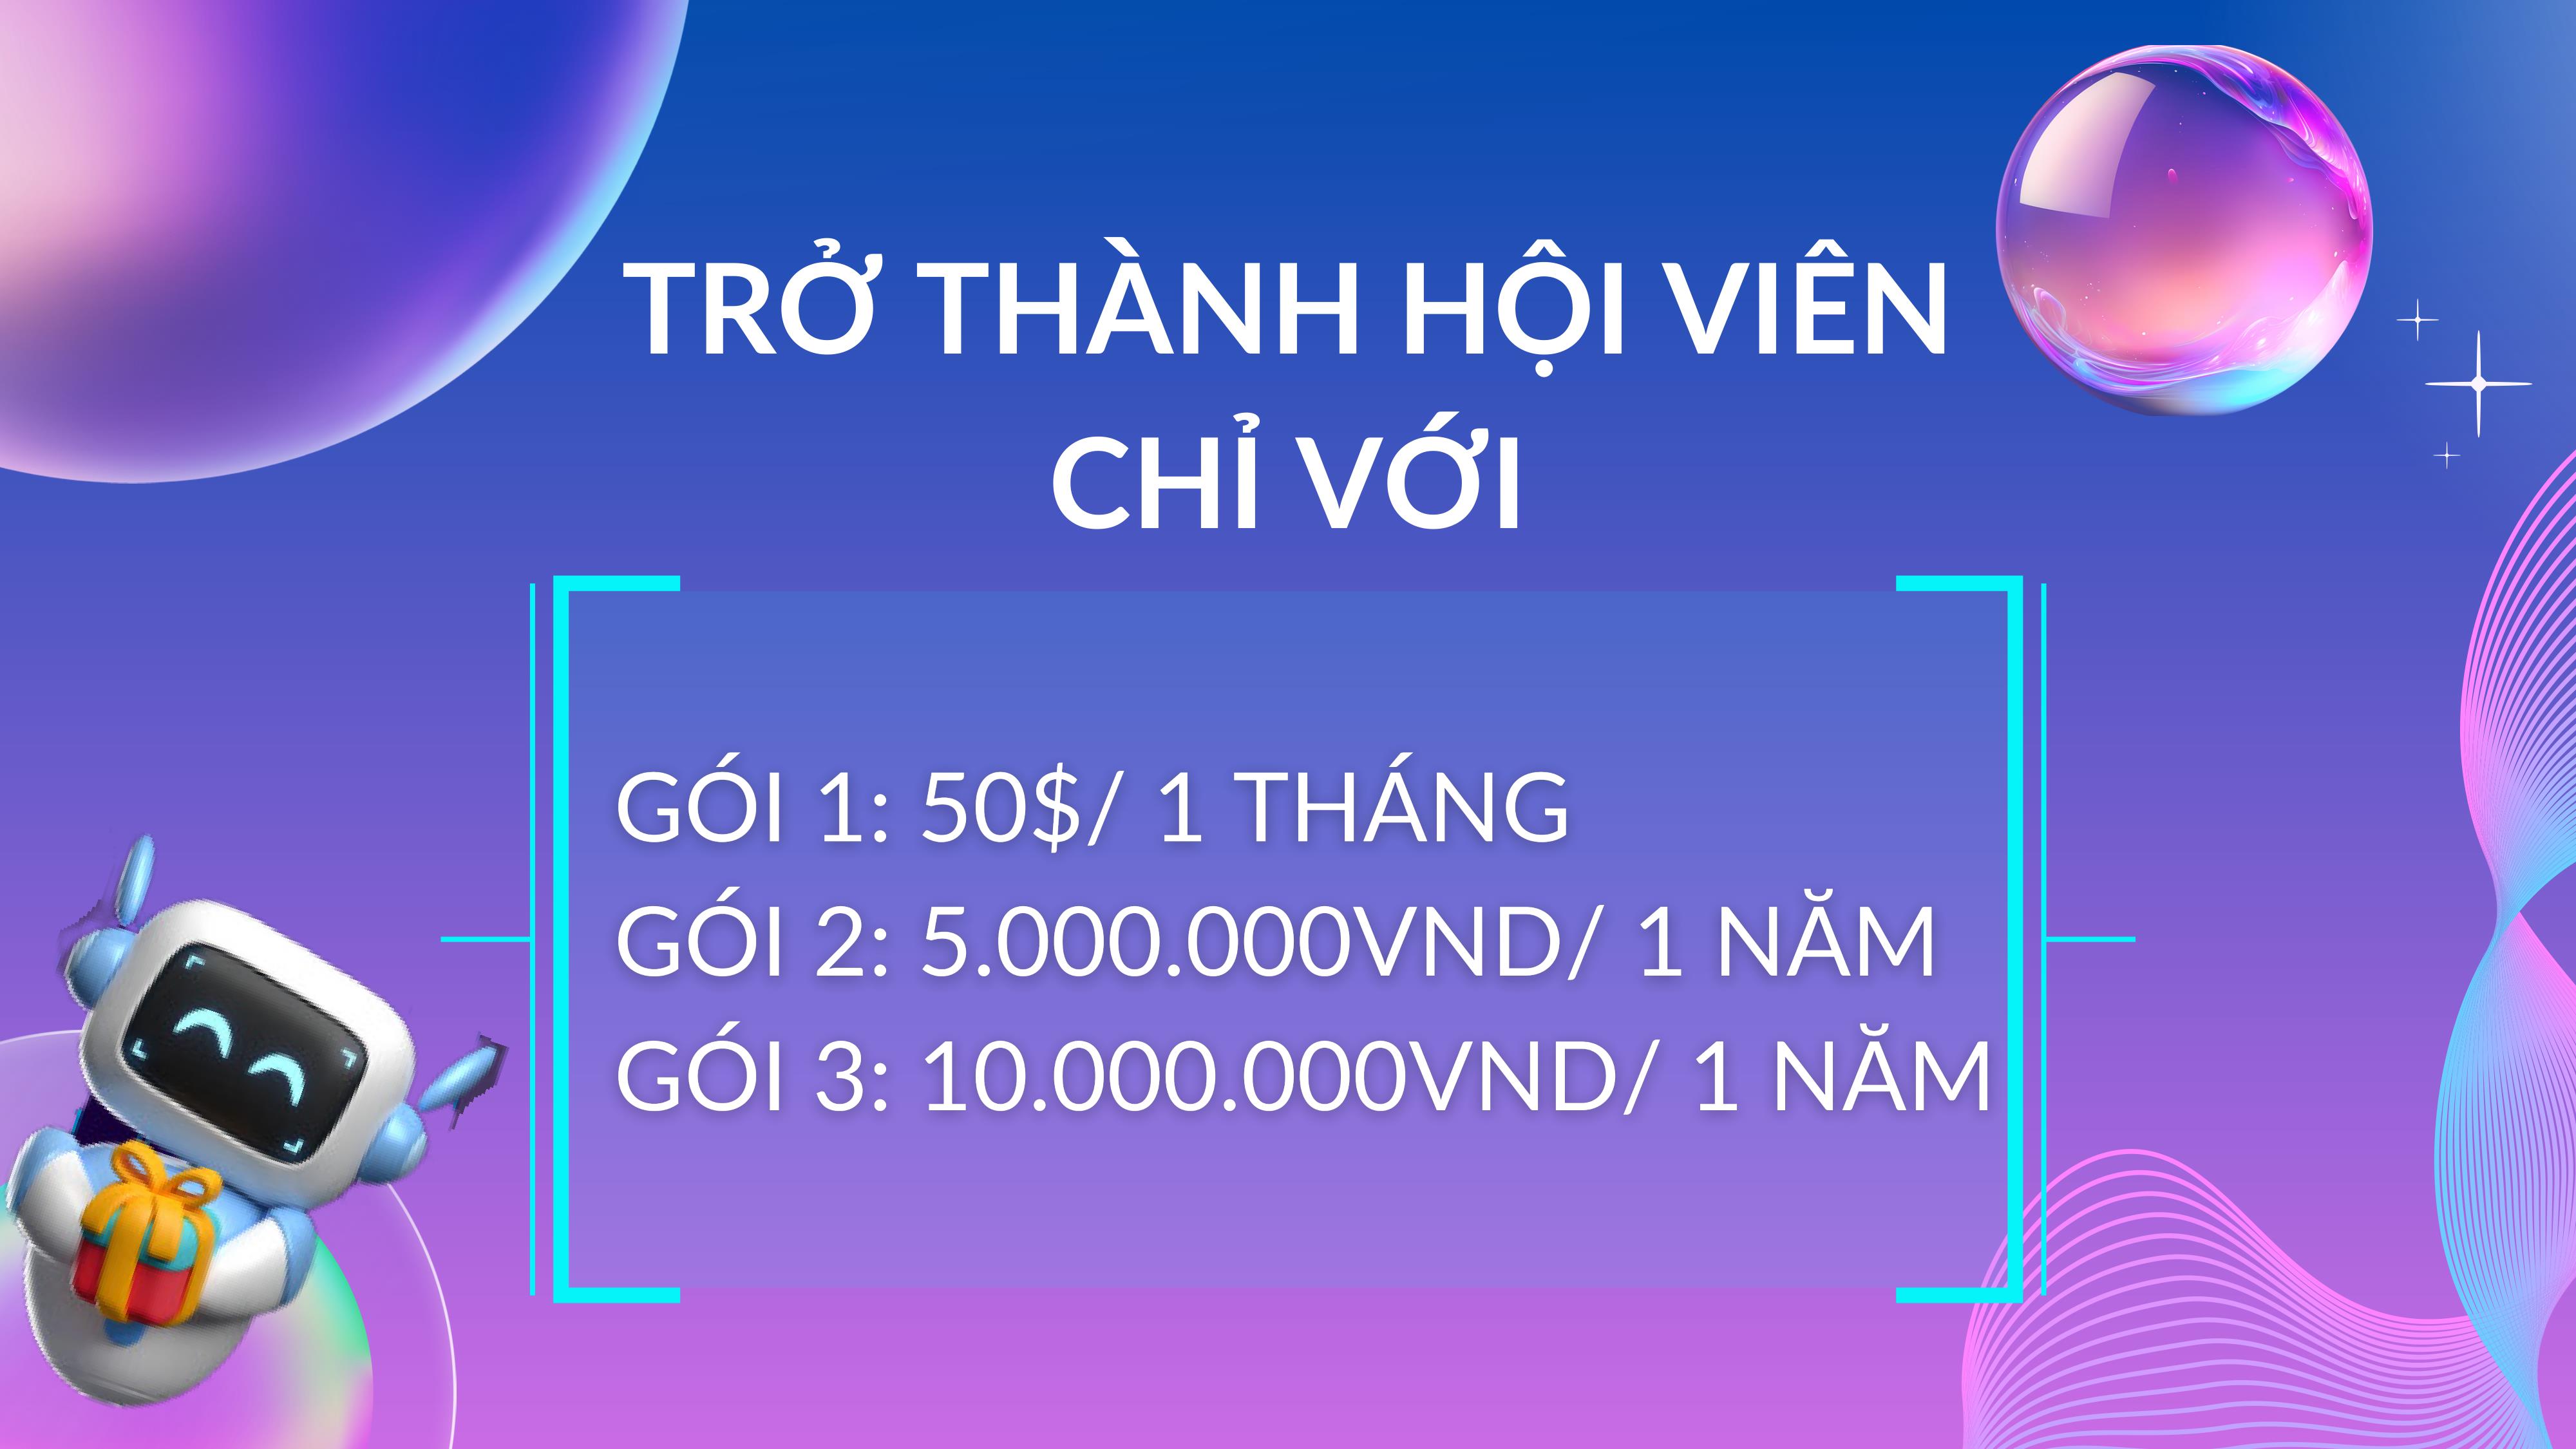 TRỞ THÀNH HỘI VIÊN
CHỈ VỚI
GÓI 1: 50$/ 1 THÁNG
GÓI 2: 5.000.000VND/ 1 NĂM
GÓI 3: 10.000.000VND/ 1 NĂM